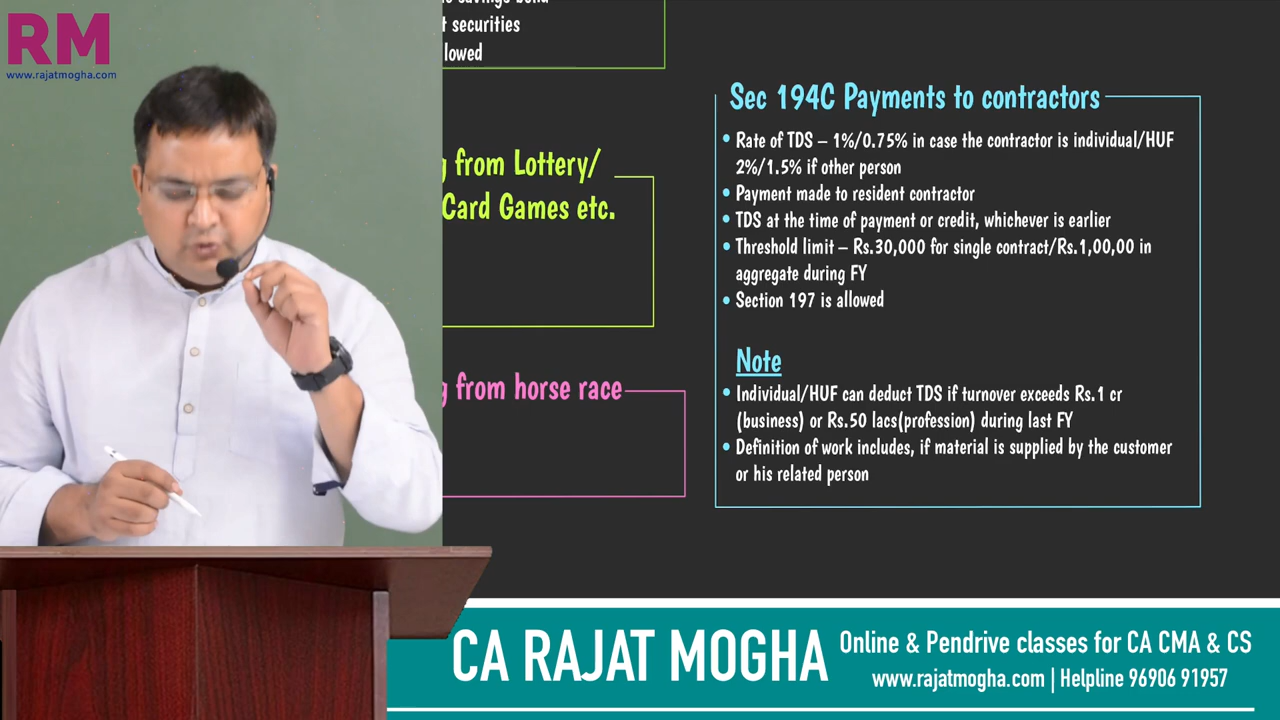 RM
www.rajatmogha.com
t securities
lowed
g from Lottery/
Card Games etc.
g from horse race
Sec 194C Payments to contractors
• Rate of TDS – 1%/0.75% in case the contractor is individual/HUF
2%/1.5% if other person
• Payment made to resident contractor
• TDS at the time of payment or credit, whichever is earlier
• Threshold limit – Rs.30,000 for single contract/Rs.1,00,00 in
aggregate during FY
• Section 197 is allowed
Note
• Individual/HUF can deduct TDS if turnover exceeds Rs.1 cr
(business) or Rs.50 lacs(profession) during last FY
• Definition of work includes, if material is supplied by the customer
or his related person
CA RAJAT MOGHA
Online & Pendrive classes for CA CMA & CS
www.rajatmogha.com | Helpline 96906 91957